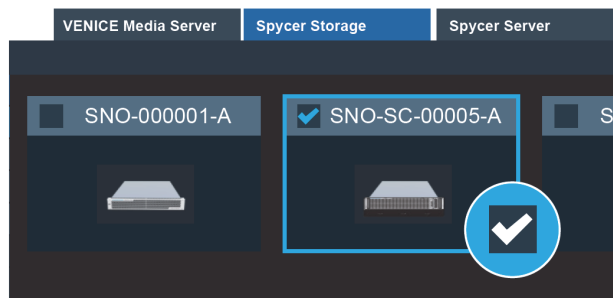 VENICE Media Server Spycer Storage Spycer Server
SNO-000001-A SNO-SC-00005-A S